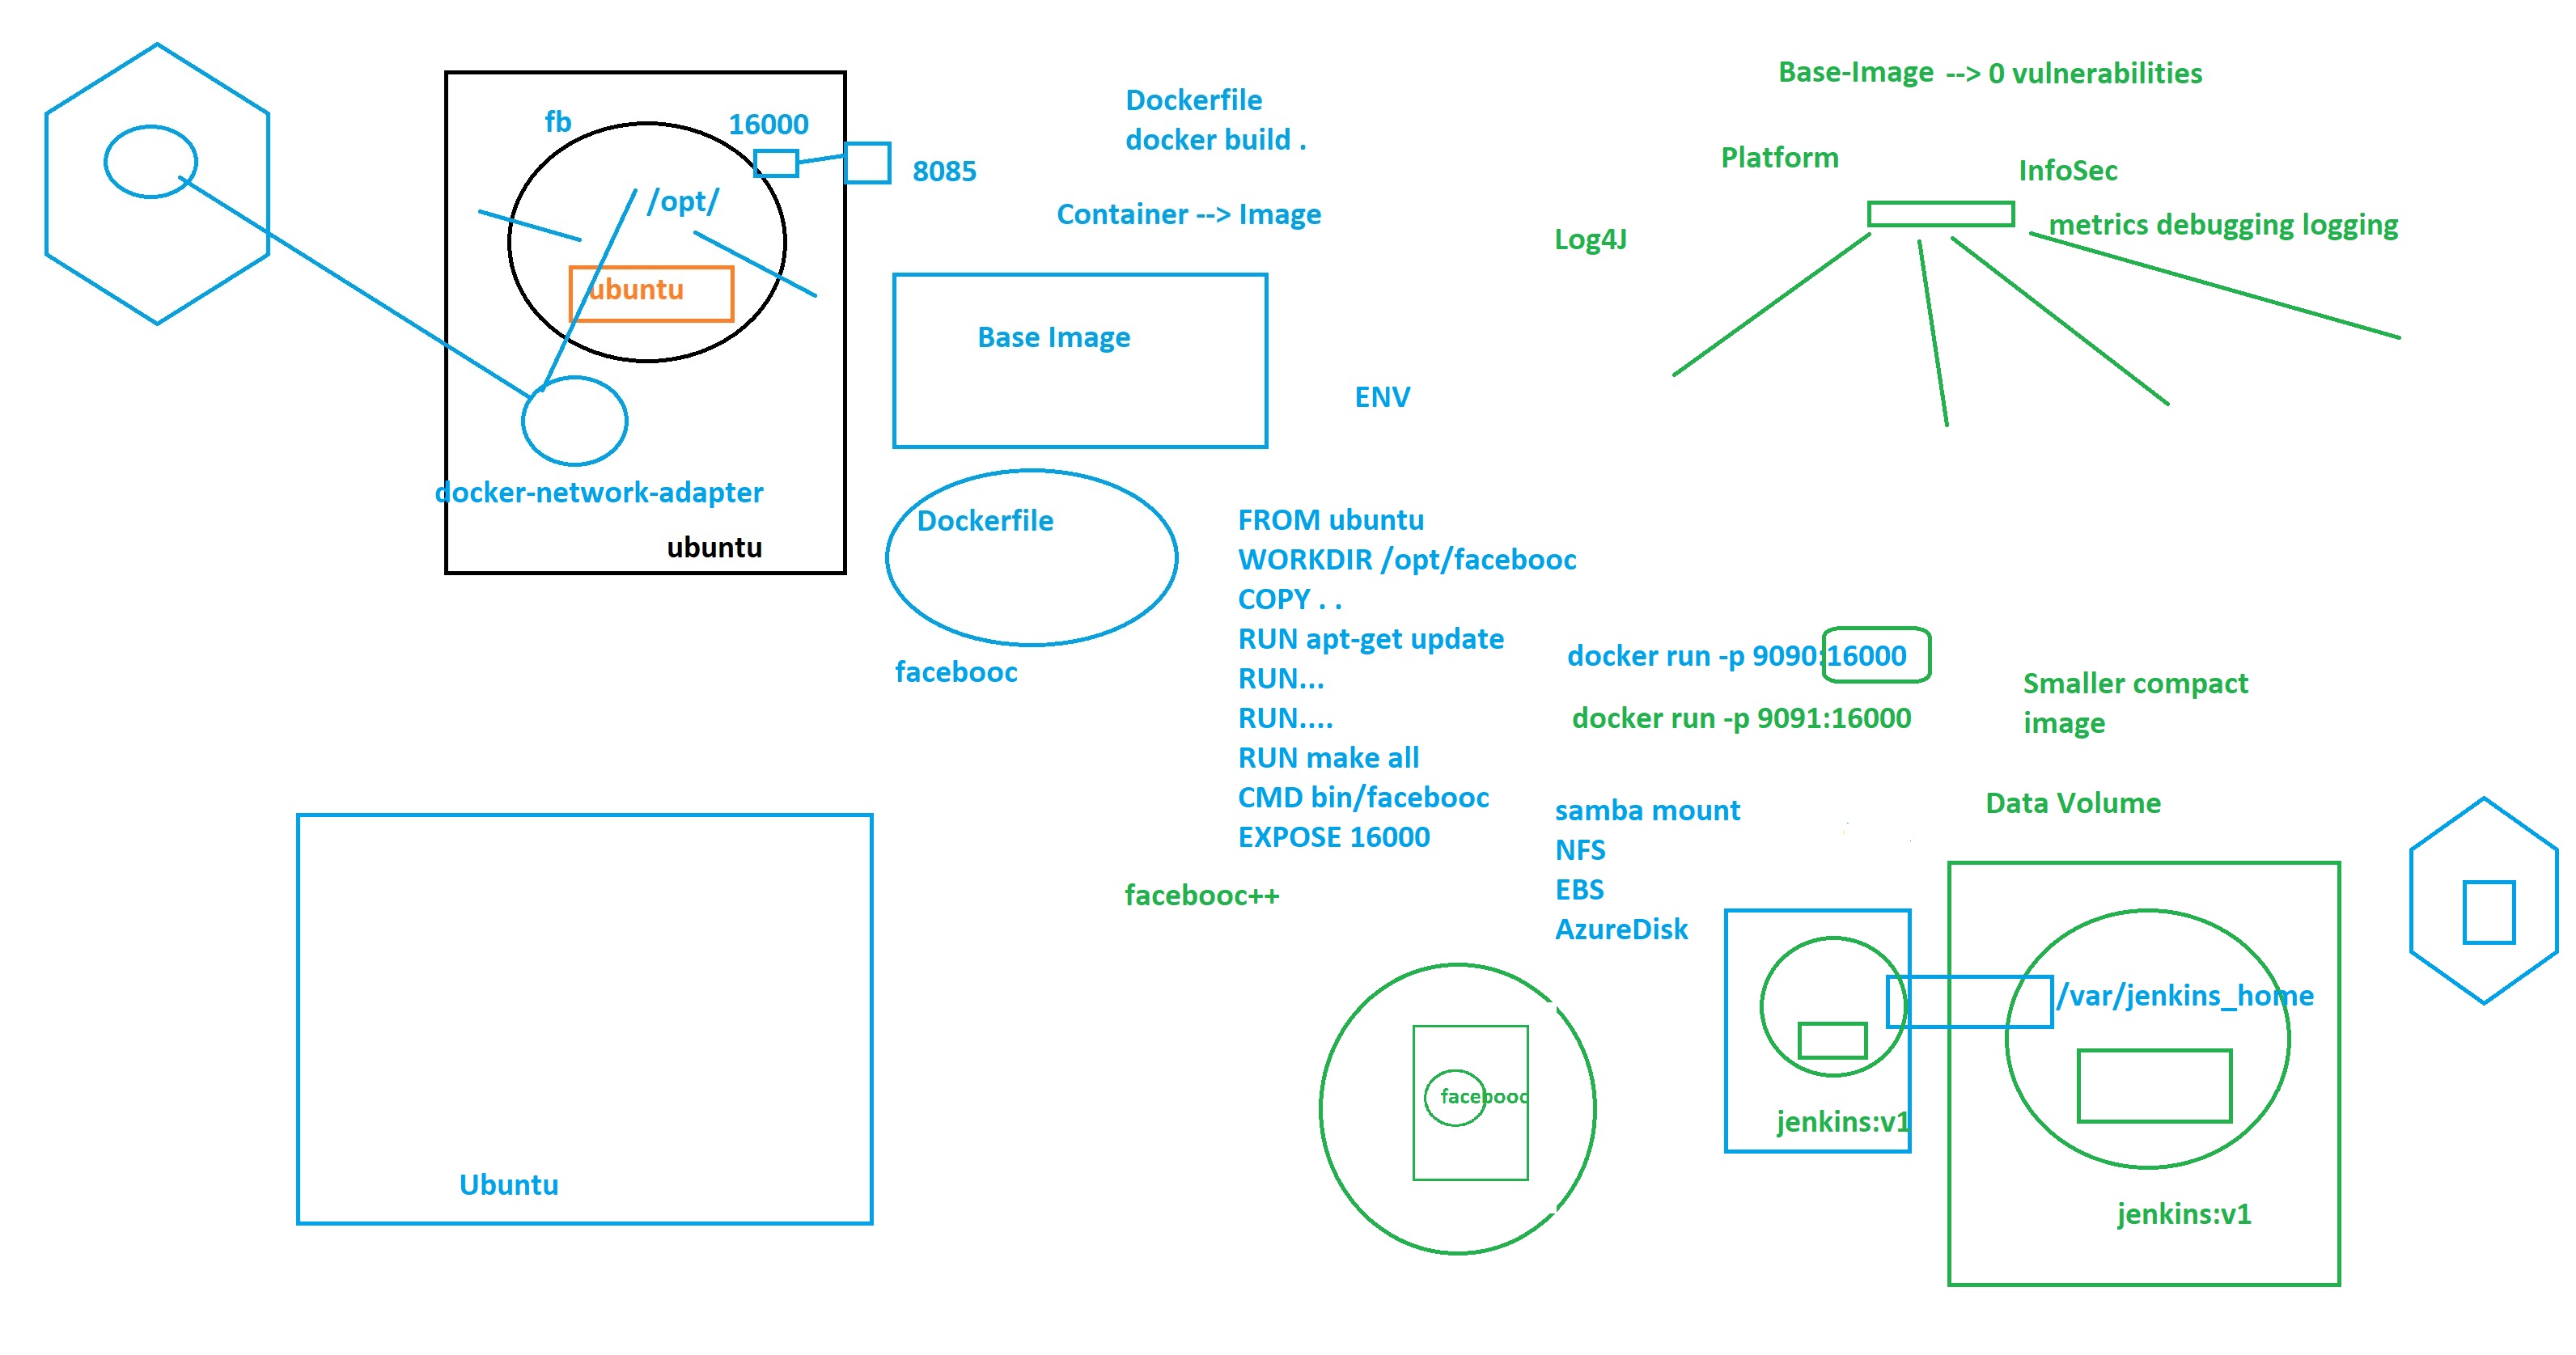 fb
16000
8085
/opt/
ubuntu
docker-network-adapter
ubuntu
Dockerfile
docker build .
Container --> Image
Base Image
ENV
Dockerfile
facebooc
FROM ubuntu
WORKDIR /opt/facebooc
COPY . .
RUN apt-get update
RUN...
RUN....
RUN make all
CMD bin/facebooc
EXPOSE 16000
Base-Image --> 0 vulnerabilities
Platform
InfoSec
metrics debugging logging
Log4J
docker run -p 9090:16000
docker run -p 9091:16000
Smaller compact
image
samba mount
NFS
EBS
AzureDisk
Data Volume
facebooc++
facebooc
/var/jenkins_home
jenkins:v1
jenkins:v1
Ubuntu